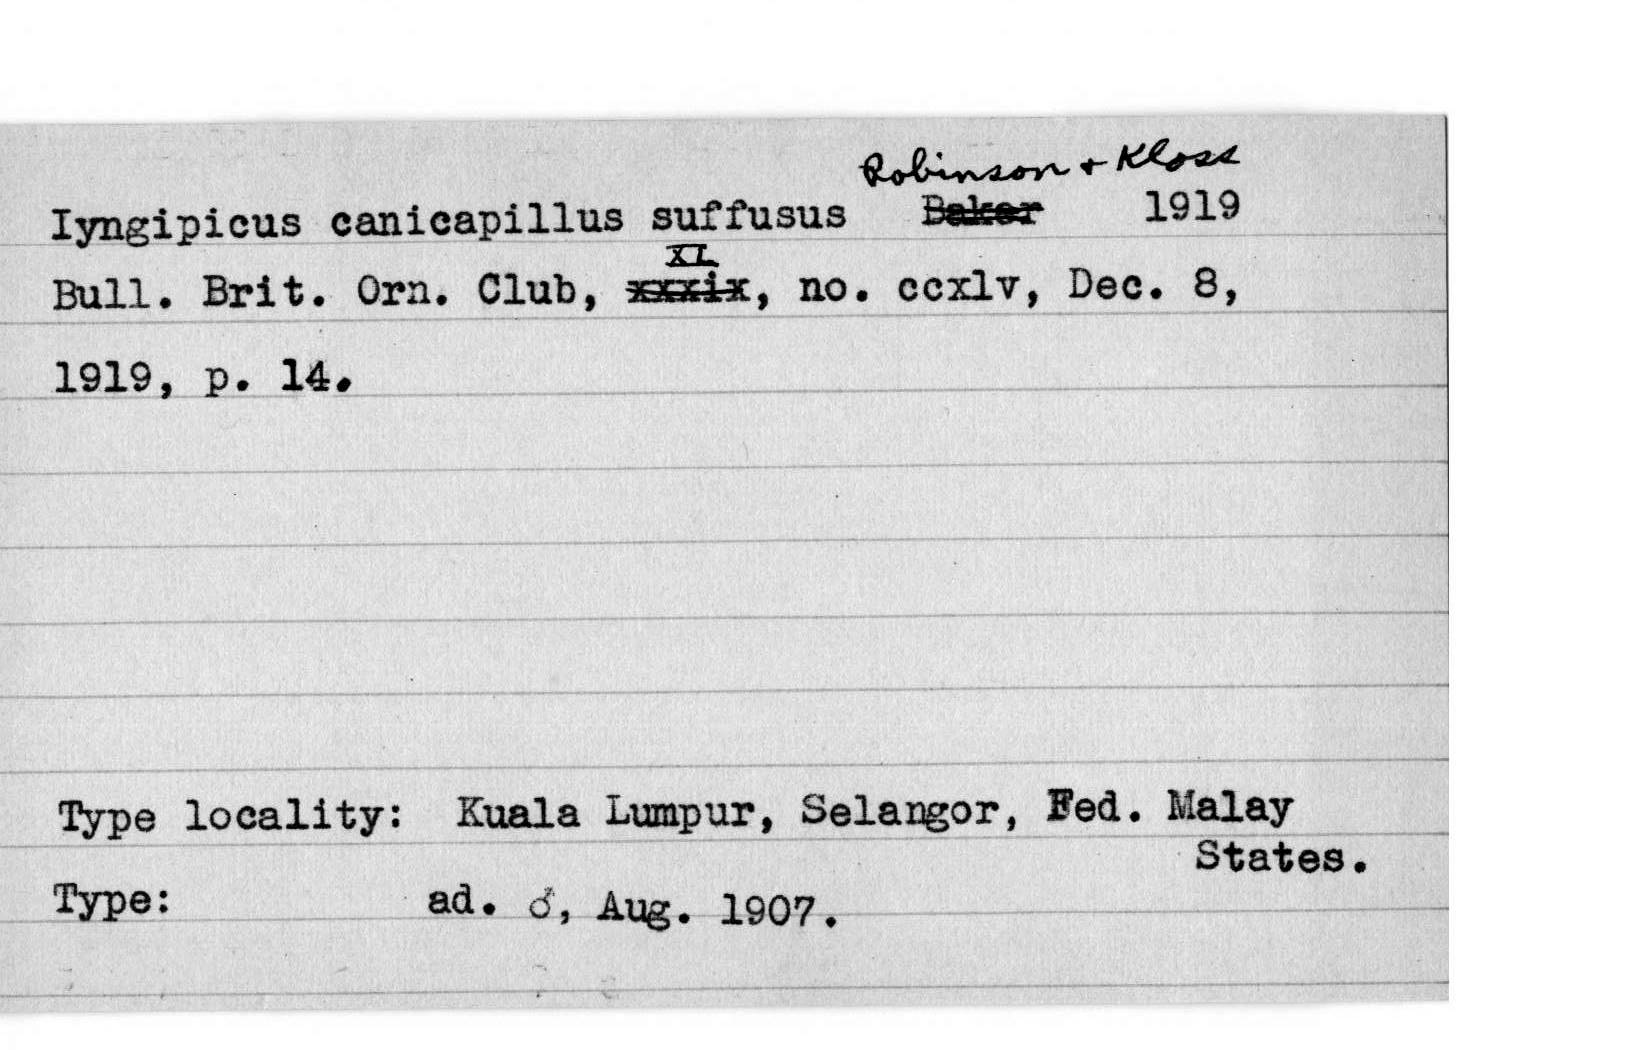 Robinson + Kloss
Iyngipicus canicapillus suffusus Baker 1919
XL
Bull. Brit. Orn. Club, xxxix, no. ccxlv, Dec. 8,
1919, p. 14.
Type locality: Kuala Lumpur, Selangor, Fed. Malay
States.
Type: ad. ♂, Aug. 1907.